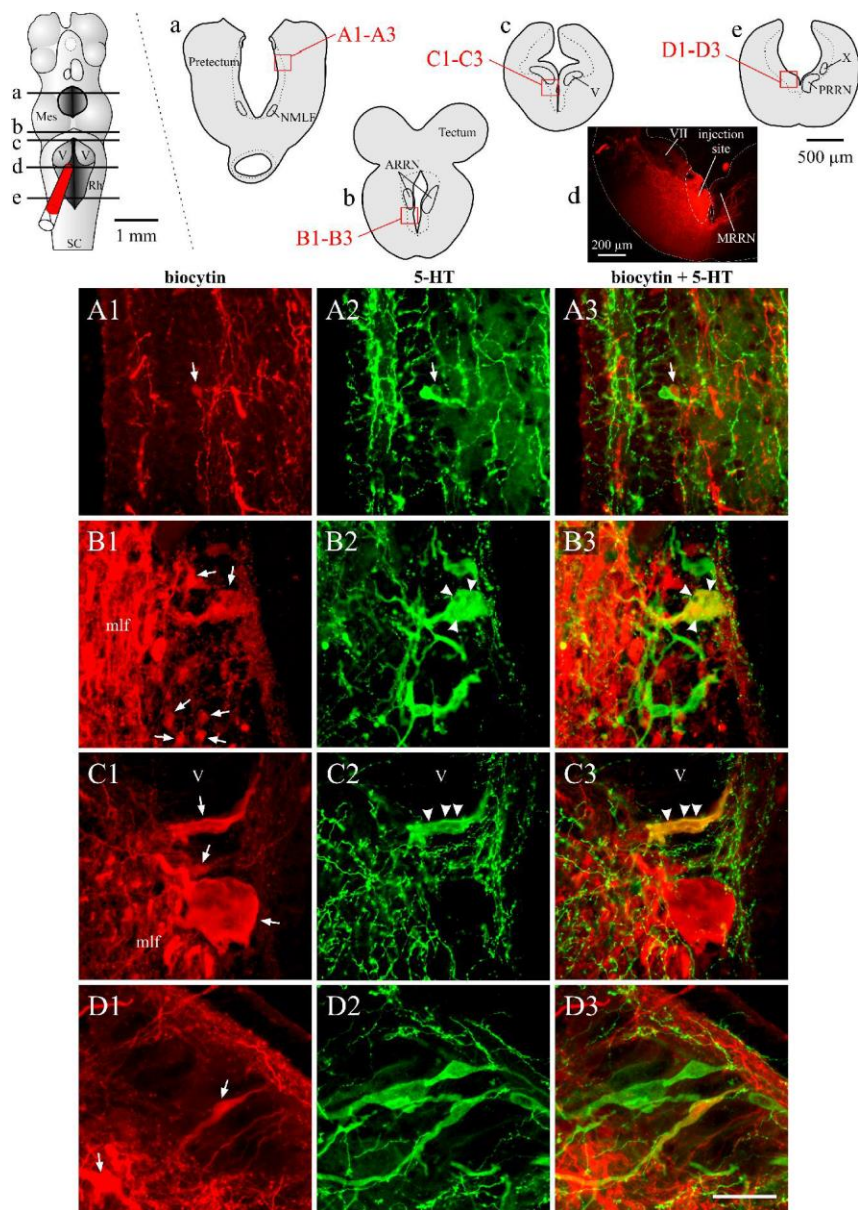 a
b
c
d
e
Mes
V
V
Rh
SC
1 mm
a
A1-A3
Pretectum
NMLF
b
Tectum
ARRN
B1-B3
c
C1-C3
V
e
D1-D3
X
PRRN
500 µm
d
VII
injection
site
MRRN
200 µm
biocytin
5-HT
biocytin + 5-HT
A1
A2
A3
B1
mlf
B2
B3
C1
V
mlf
C2
V
C3
D1
D2
D3